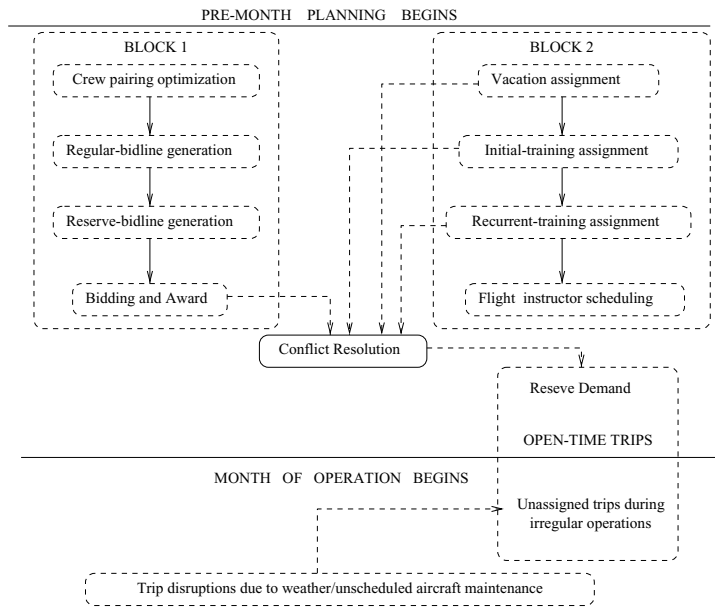 PRE-MONTH PLANNING BEGINS
BLOCK 1
Crew pairing optimization
Regular-bidline generation
Reserve-bidline generation
Bidding and Award
BLOCK 2
Vacation assignment
Initial-training assignment
Recurrent-training assignment
Flight instructor scheduling
Conflict Resolution
Reseve Demand
OPEN-TIME TRIPS
MONTH OF OPERATION BEGINS
Unassigned trips during
irregular operations
Trip disruptions due to weather/unscheduled aircraft maintenance